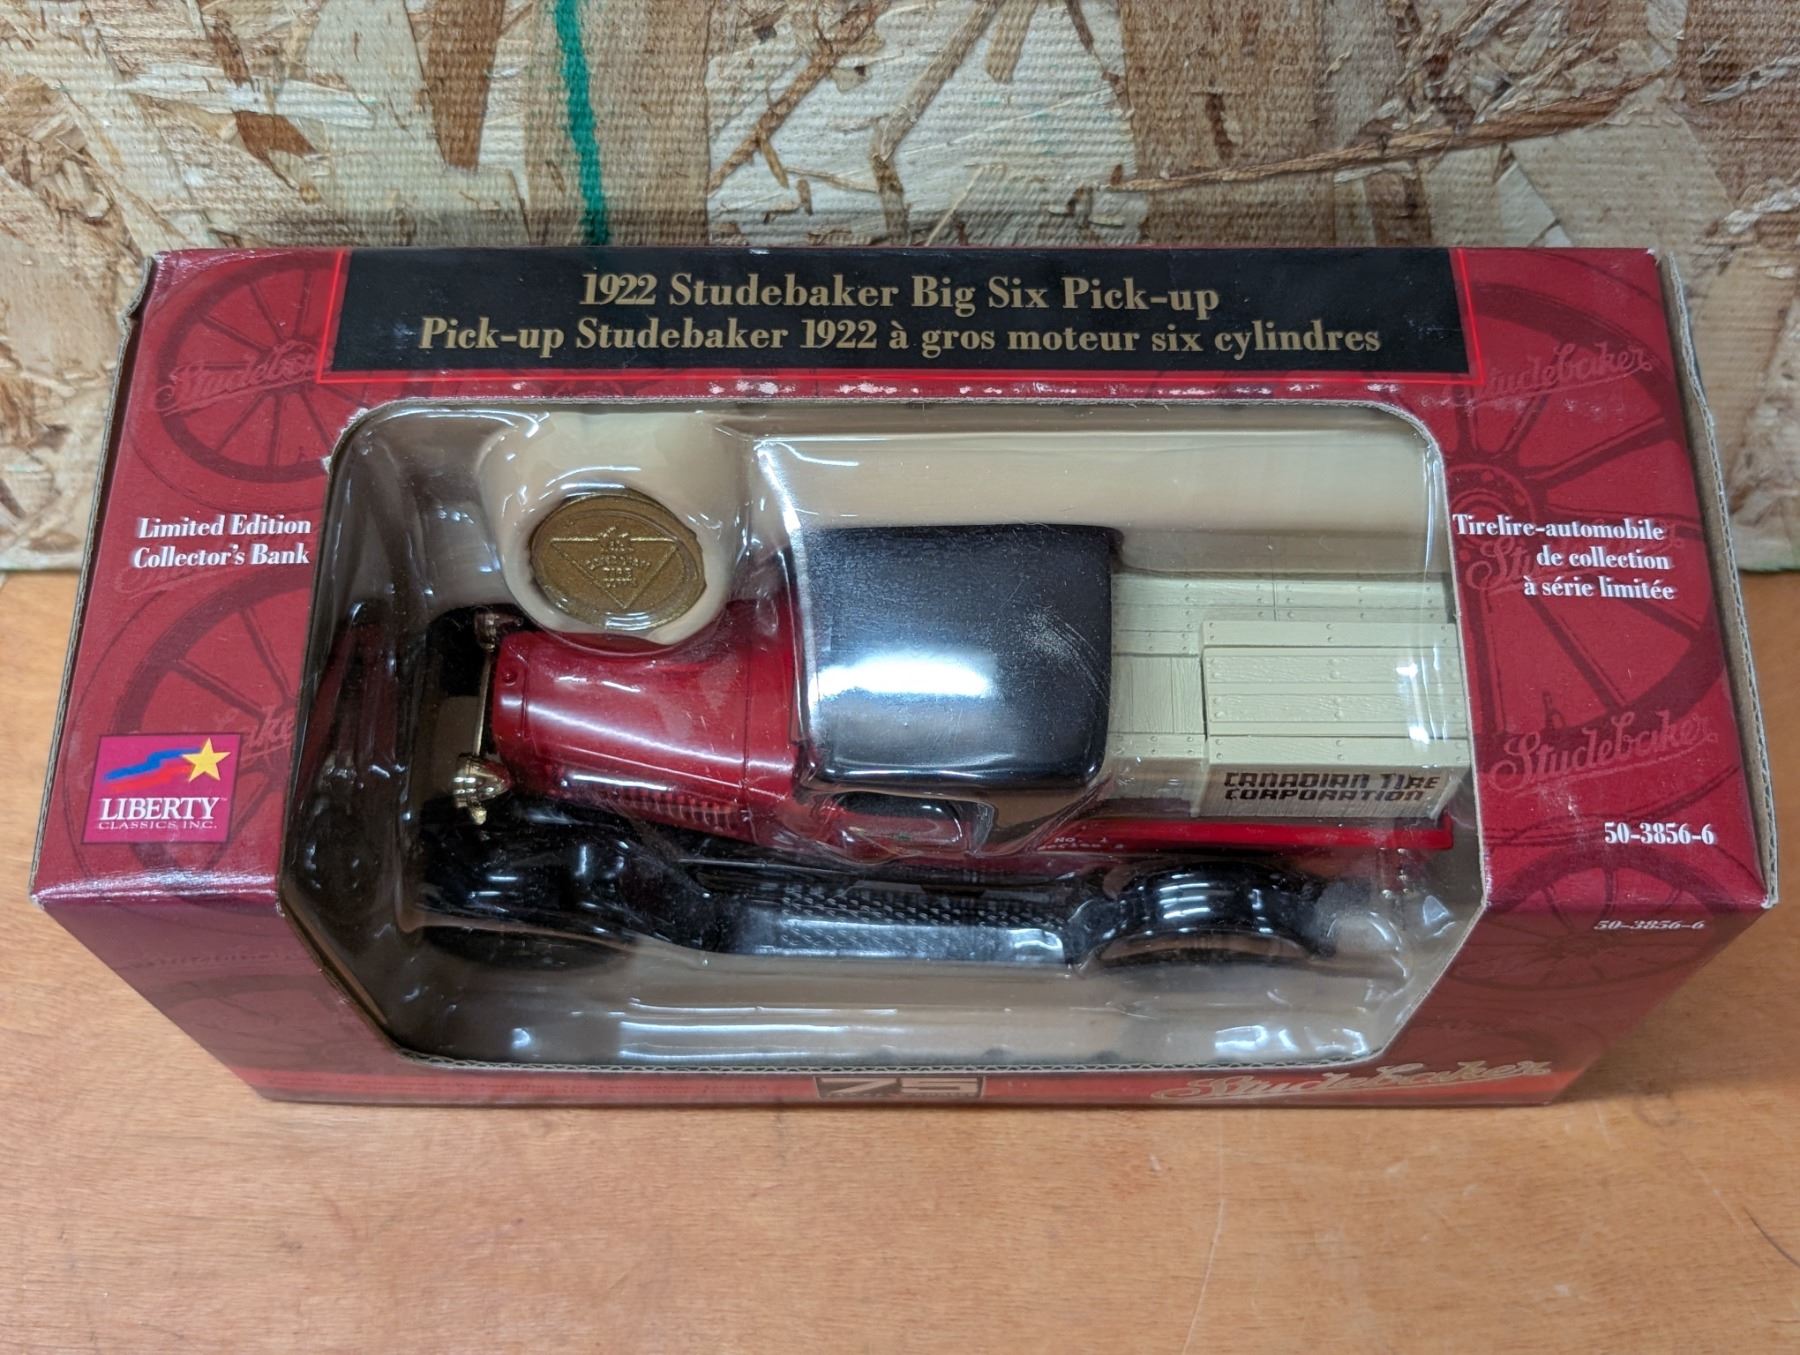 1922 Studebaker Big Six Pick-up
Pick-up Studebaker 1922 à gros moteur six cylindres
Studebaker
Limited Edition
Collector's Bank
Tirelire-automobile
de collection
à série limitée
CANADIAN TIRE
CORPORATION
Studebaker
LIBERTY™
CLASSICS INC.
50-3856-6
50-3856-6
75
Studebaker